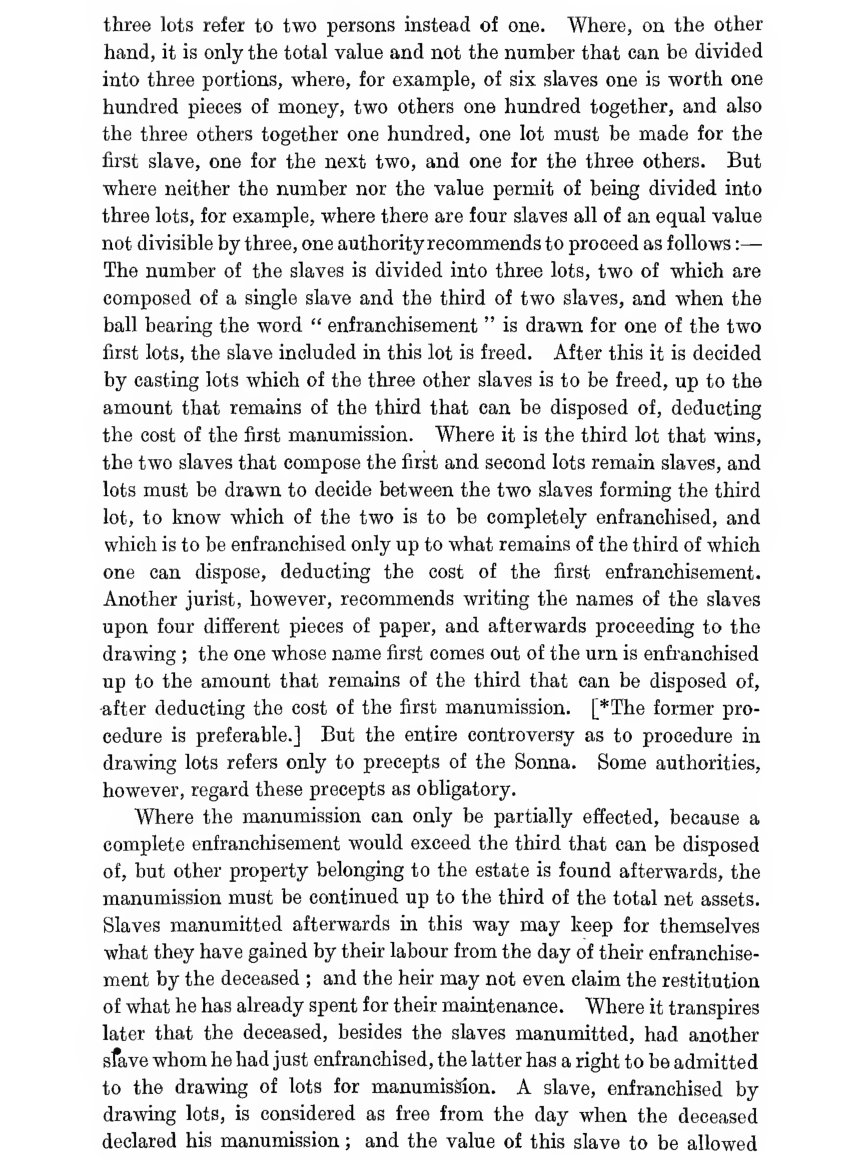 three lots refer to two persons instead of one. Where, on the other
hand, it is only the total value and not the number that can be divided
into three portions, where, for example, of six slaves one is worth one
hundred pieces of money, two others one hundred together, and also
the three others together one hundred, one lot must be made for the
first slave, one for the next two, and one for the three others. But
where neither the number nor the value permit of being divided into
three lots, for example, where there are four slaves all of an equal value
not divisible by three, one authority recommends to proceed as follows :—
The number of the slaves is divided into three lots, two of which are
composed of a single slave and the third of two slaves, and when the
ball bearing the word “ enfranchisement ” is drawn for one of the two
first lots, the slave included in this lot is freed. After this it is decided
by casting lots which of the three other slaves is to be freed, up to the
amount that remains of the third that can be disposed of, deducting
the cost of the first manumission. Where it is the third lot that wins,
the two slaves that compose the first and second lots remain slaves, and
lots must be drawn to decide between the two slaves forming the third
lot, to know which of the two is to be completely enfranchised, and
which is to be enfranchised only up to what remains of the third of which
one can dispose, deducting the cost of the first enfranchisement.
Another jurist, however, recommends writing the names of the slaves
upon four different pieces of paper, and afterwards proceeding to the
drawing ; the one whose name first comes out of the urn is enfranchised
up to the amount that remains of the third that can be disposed of,
after deducting the cost of the first manumission. [*The former pro-
cedure is preferable.] But the entire controversy as to procedure in
drawing lots refers only to precepts of the Sonna. Some authorities,
however, regard these precepts as obligatory.
Where the manumission can only be partially effected, because a
complete enfranchisement would exceed the third that can be disposed
of, but other property belonging to the estate is found afterwards, the
manumission must be continued up to the third of the total net assets.
Slaves manumitted afterwards in this way may keep for themselves
what they have gained by their labour from the day of their enfranchise-
ment by the deceased ; and the heir may not even claim the restitution
of what he has already spent for their maintenance. Where it transpires
later that the deceased, besides the slaves manumitted, had another
slave whom he had just enfranchised, the latter has a right to be admitted
to the drawing of lots for manumission. A slave, enfranchised by
drawing lots, is considered as free from the day when the deceased
declared his manumission ; and the value of this slave to be allowed